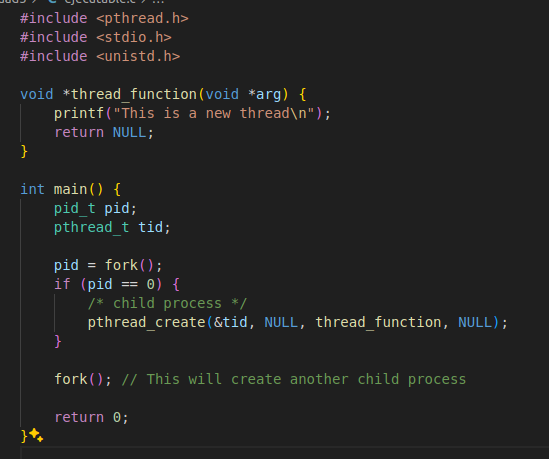 #include <pthread.h>
#include <stdio.h>
#include <unistd.h>

void *thread_function(void *arg) {
    printf("This is a new thread\n");
    return NULL;
}

int main() {
    pid_t pid;
    pthread_t tid;

    pid = fork();
    if (pid == 0) {
        /* child process */
        pthread_create(&tid, NULL, thread_function, NULL);
    }

    fork(); // This will create another child process

    return 0;
}